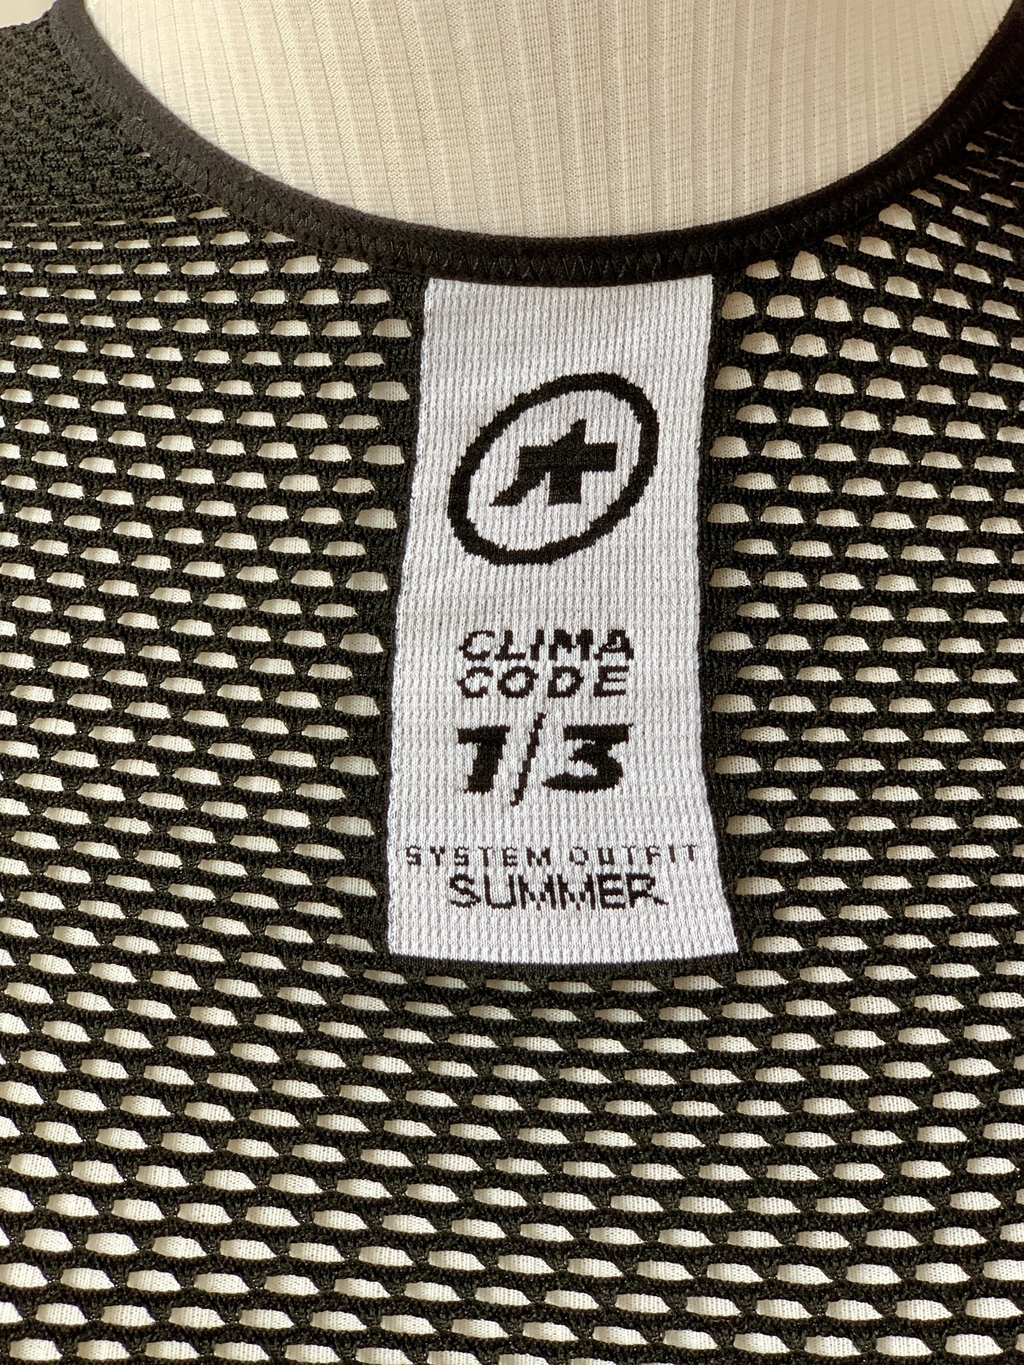 CLIMA
CODE
1/3
SYSTEM OUTFIT
SUMMER